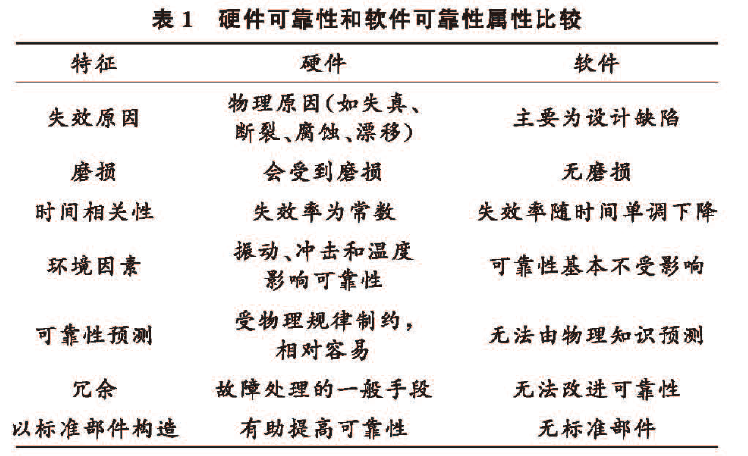 表1 硬件可靠性和软件可靠性属性比较
特征 硬件 软件
失效原因 物理原因(如失真、断裂、腐蚀、漂移) 主要为设计缺陷
磨损 会受到磨损 无磨损
时间相关性 失效率为常数 失效率随时间单调下降
环境因素 振动、冲击和温度影响可靠性 可靠性基本不受影响
可靠性预测 受物理规律制约，相对容易 无法由物理知识预测
冗余 故障处理的一般手段 无法改进可靠性
以标准部件构造 有助提高可靠性 无标准部件